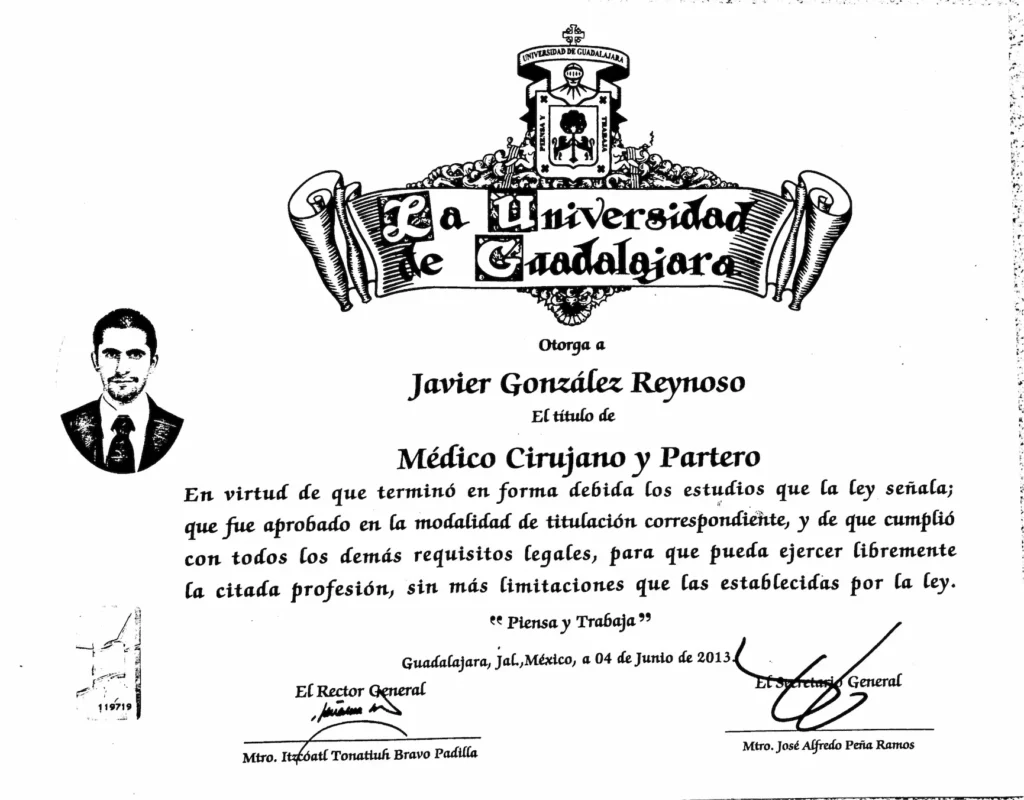 UNIVERSIDAD DE GUADALAJARA
PIENSA Y TRABAJA
La Universidad
de Guadalajara
Otorga a
Javier González Reynoso
El título de
Médico Cirujano y Partero
En virtud de que terminó en forma debida los estudios que la ley señala;
que fue aprobado en la modalidad de titulación correspondiente, y de que cumplió
con todos los demás requisitos legales, para que pueda ejercer libremente
la citada profesión, sin más limitaciones que las establecidas por la ley.
“ Piensa y Trabaja ”
Guadalajara, Jal.,México, a 04 de Junio de 2013.
El Rector General
El Secretario General
119719
Mtro. Itzcóatl Tonatiuh Bravo Padilla
Mtro. José Alfredo Peña Ramos